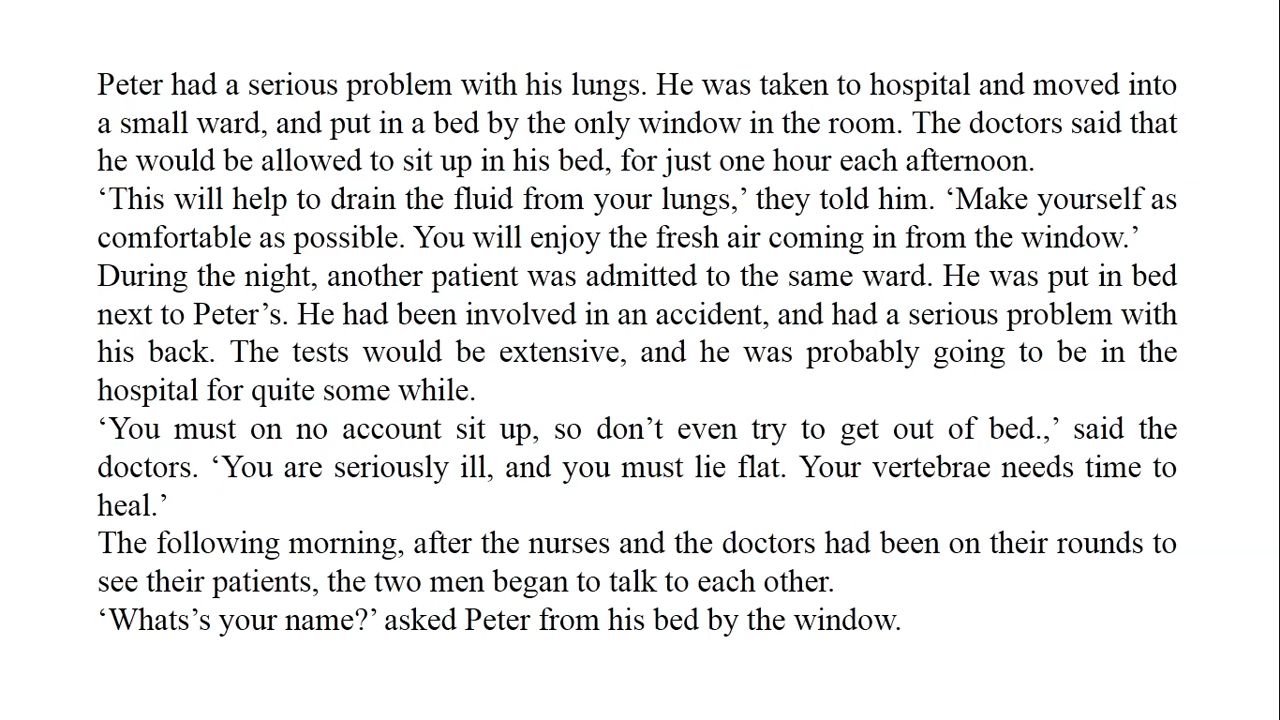 Peter had a serious problem with his lungs. He was taken to hospital and moved into
a small ward, and put in a bed by the only window in the room. The doctors said that
he would be allowed to sit up in his bed, for just one hour each afternoon.
‘This will help to drain the fluid from your lungs,’ they told him. ‘Make yourself as
comfortable as possible. You will enjoy the fresh air coming in from the window.’
During the night, another patient was admitted to the same ward. He was put in bed
next to Peter’s. He had been involved in an accident, and had a serious problem with
his back. The tests would be extensive, and he was probably going to be in the
hospital for quite some while.
‘You must on no account sit up, so don’t even try to get out of bed.,’ said the
doctors. ‘You are seriously ill, and you must lie flat. Your vertebrae needs time to
heal.’
The following morning, after the nurses and the doctors had been on their rounds to
see their patients, the two men began to talk to each other.
‘Whats’s your name?’ asked Peter from his bed by the window.